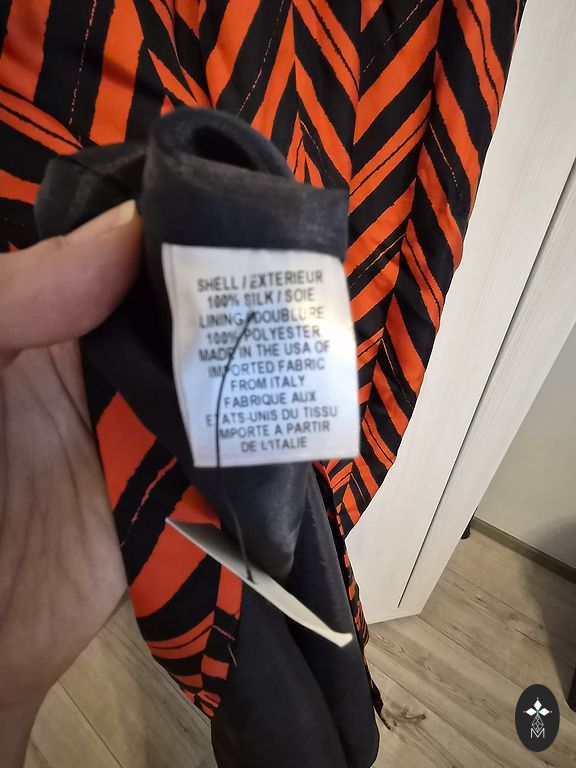 SHELL / EXTERIEUR
100% SILK / SOIE
LINING/DOUBLURE
100% POLYESTER
MADE IN THE USA OF
IMPORTED FABRIC
FROM ITALY
FABRIQUE AUX
ETATS-UNIS DU TISSU
IMPORTE A PARTIR
DE L'ITALIE
M